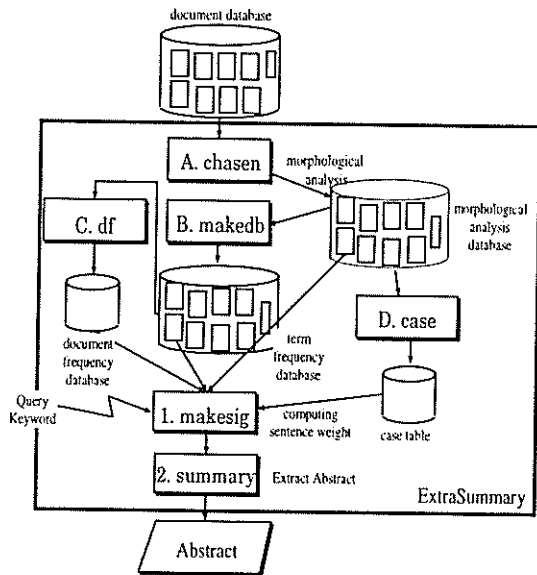 document database
A. chasen
morphological
analysis
C. df
B. makedb
morphological
analysis
database
D. case
document
frequency
database
term
frequency
database
Query
Keyword
1. makesig
computing
sentence weight
case table
2. summary
Extract Abstract
ExtraSummary
Abstract